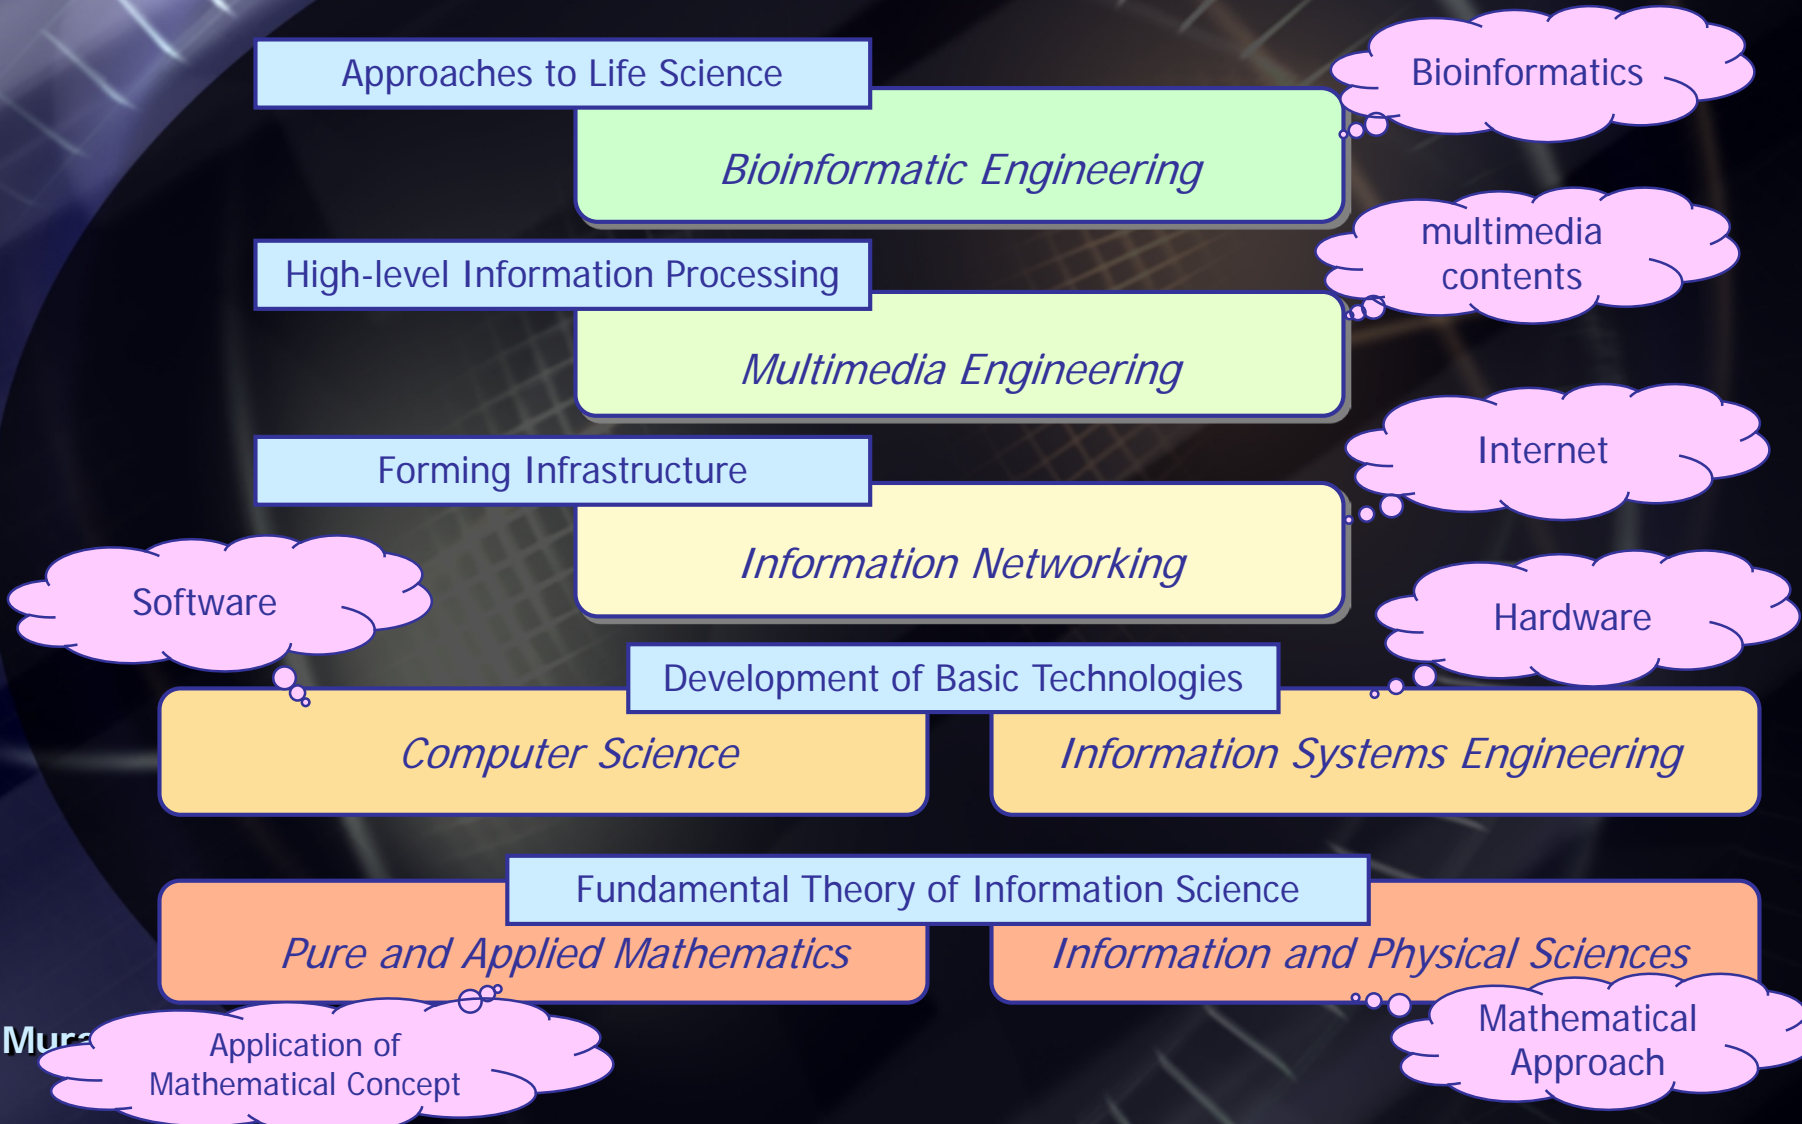 Approaches to Life Science
Bioinformatics
Bioinformatic Engineering
High-level Information Processing
multimedia
contents
Multimedia Engineering
Forming Infrastructure
Internet
Information Networking
Software
Hardware
Development of Basic Technologies
Computer Science
Information Systems Engineering
Fundamental Theory of Information Science
Pure and Applied Mathematics
Information and Physical Sciences
Application of
Mathematical Concept
Mathematical
Approach